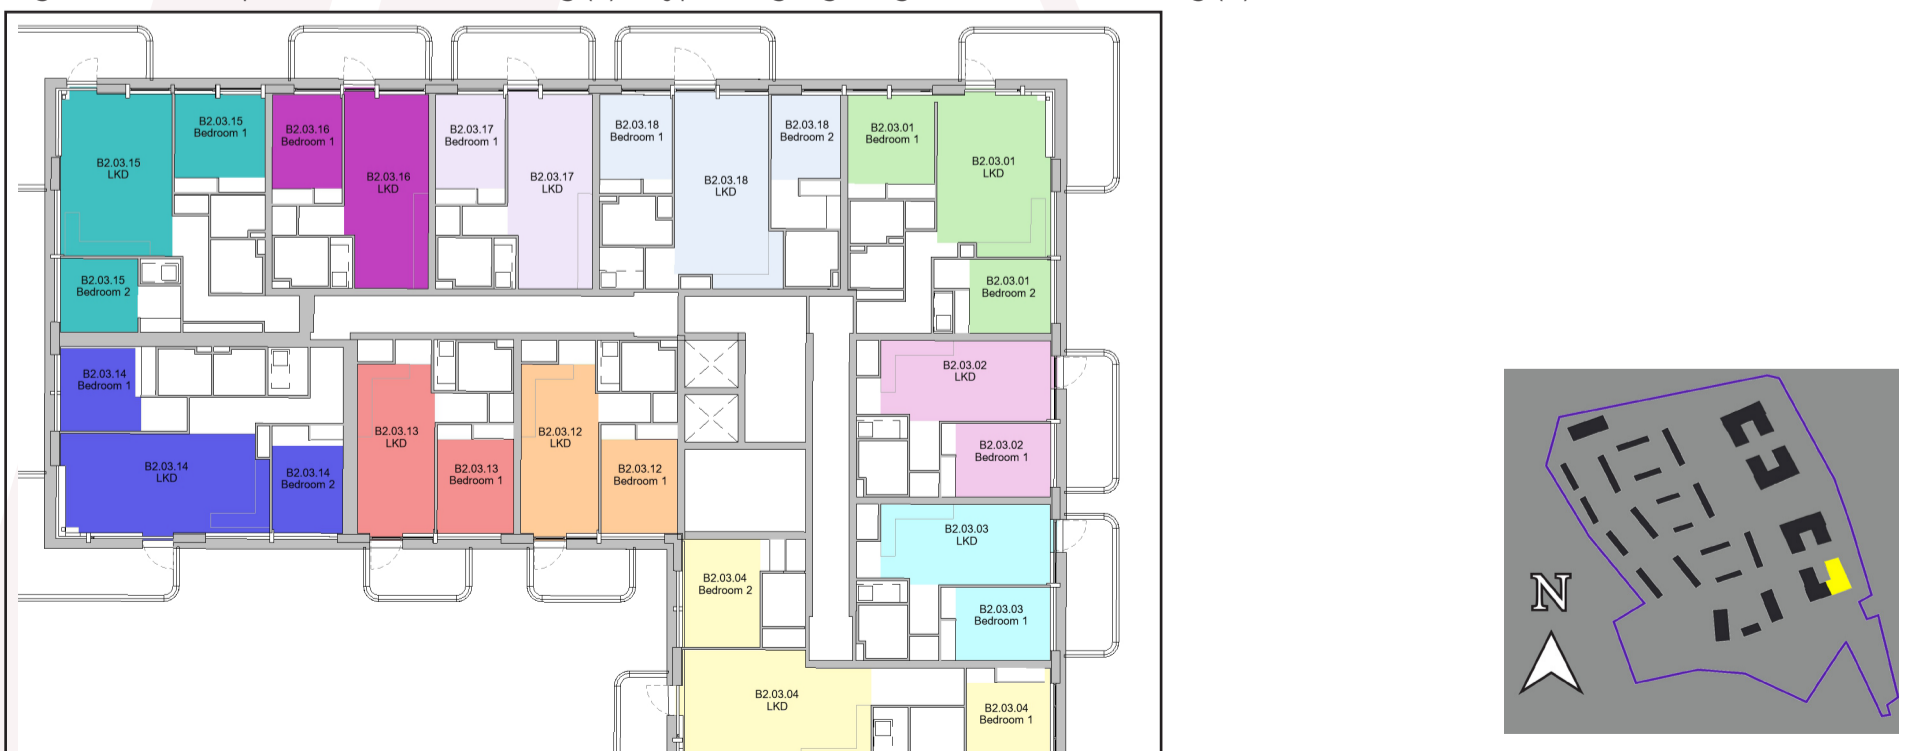 B2.03.15
Bedroom 1
B2.03.16
Bedroom 1
B2.03.17
Bedroom 1
B2.03.18
Bedroom 1
B2.03.18
Bedroom 2
B2.03.01
Bedroom 1
B2.03.15
LKD
B2.03.16
LKD
B2.03.17
LKD
B2.03.18
LKD
B2.03.01
LKD
B2.03.15
Bedroom 2
B2.03.01
Bedroom 2
B2.03.14
Bedroom 1
B2.03.02
LKD
B2.03.13
LKD
B2.03.12
LKD
B2.03.02
Bedroom 1
B2.03.14
LKD
B2.03.14
Bedroom 2
B2.03.13
Bedroom 1
B2.03.12
Bedroom 1
B2.03.03
LKD
B2.03.04
Bedroom 2
B2.03.03
Bedroom 1
B2.03.04
LKD
B2.03.04
Bedroom 1
N